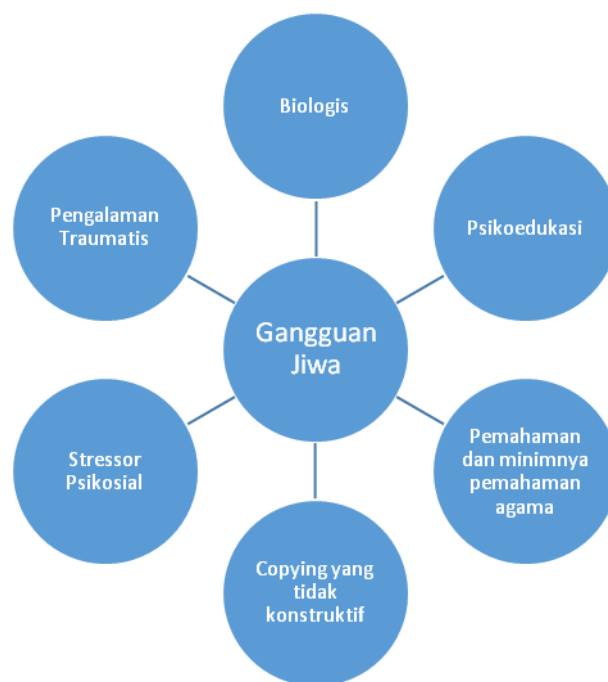 Biologis
Psikoedukasi
Pemahaman
dan minimnya
pemahaman
agama
Copying yang
tidak
konstruktif
Stressor
Psikosial
Pengalaman
Traumatis
Gangguan
Jiwa